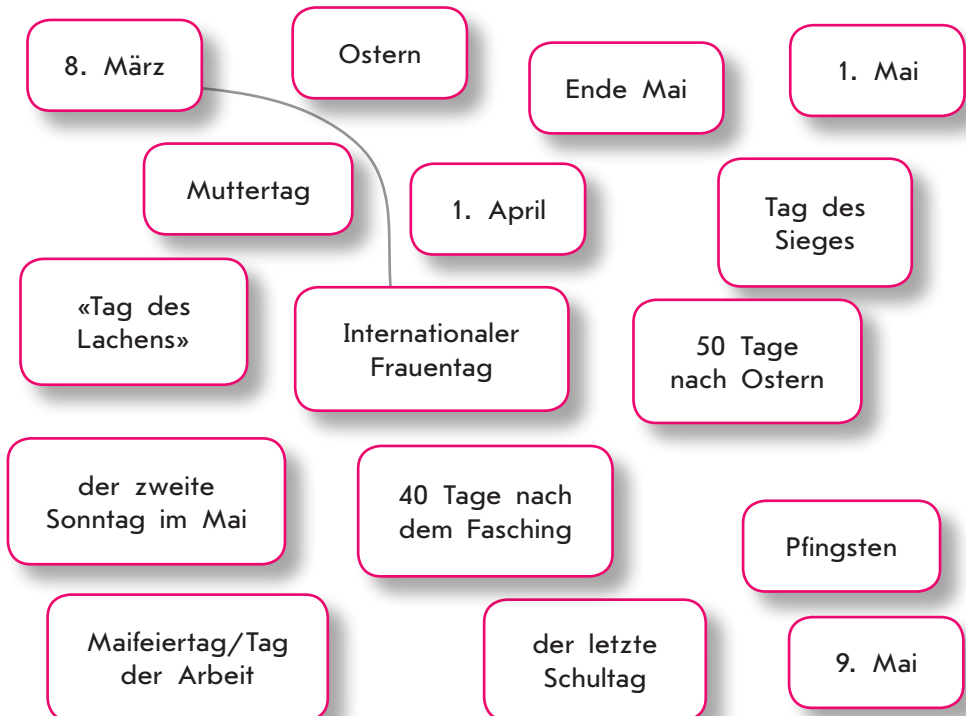 8. März
Ostern
Ende Mai
1. Mai
Muttertag
1. April
Tag des
Sieges
«Tag des
Lachens»
Internationaler
Frauentag
50 Tage
nach Ostern
der zweite
Sonntag im Mai
40 Tage nach
dem Fasching
Pfingsten
Maifeiertag/Tag
der Arbeit
der letzte
Schultag
9. Mai